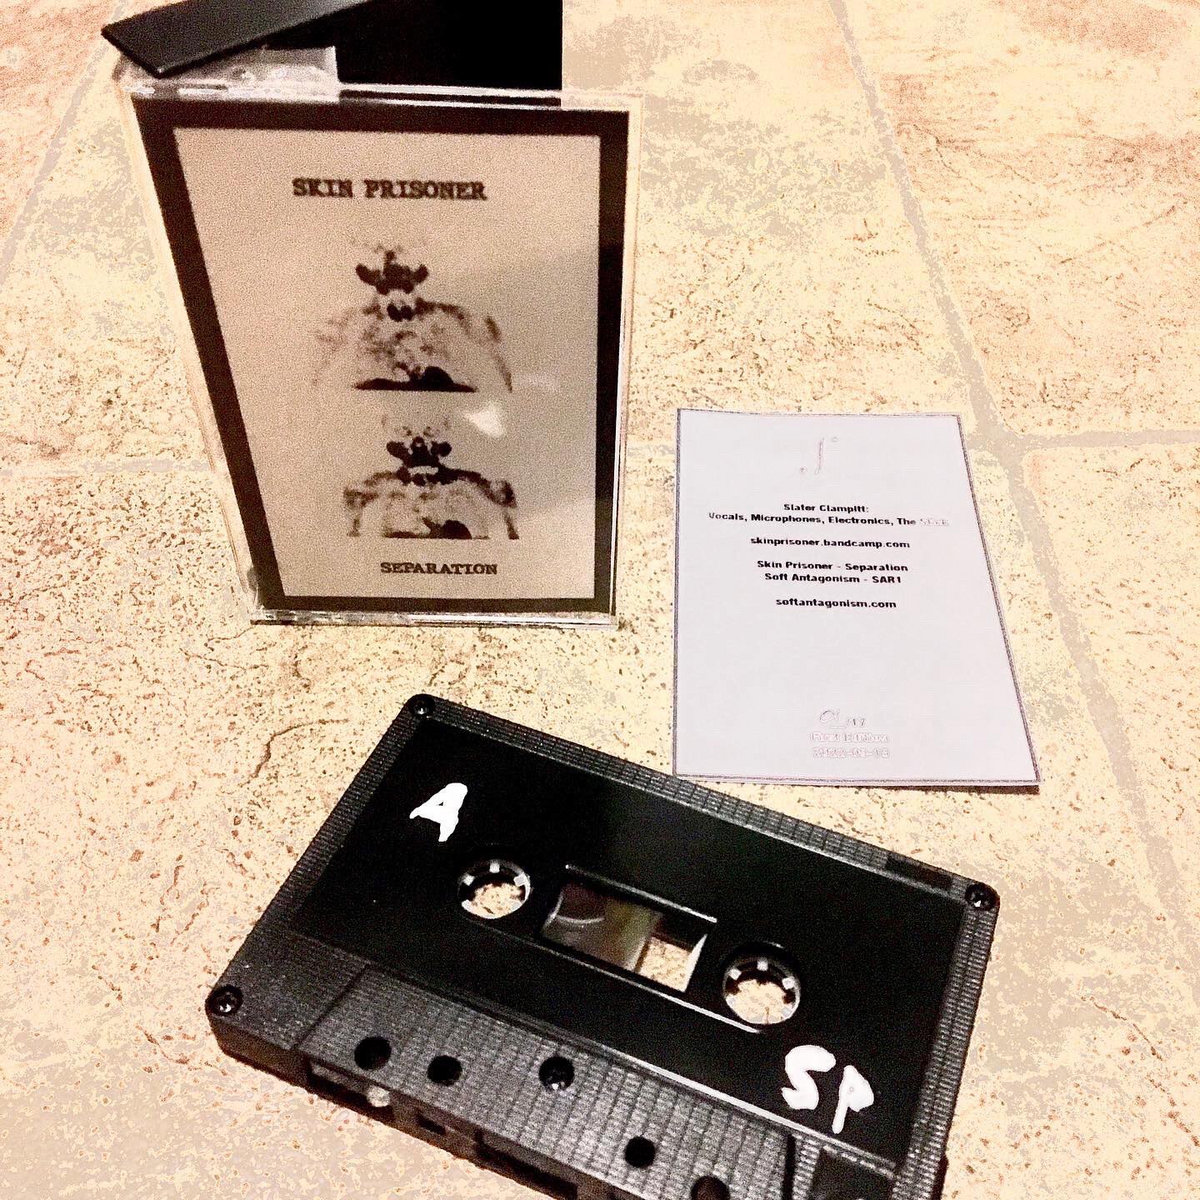 SKIN PRISONER
SEPARATION
Slater Clampitt:
Vocals, Microphones, Electronics, The
skinprisoner.bandcamp.com
Skin Prisoner - Separation
Soft Antagonism - SAR1
softantagonism.com
A
SP